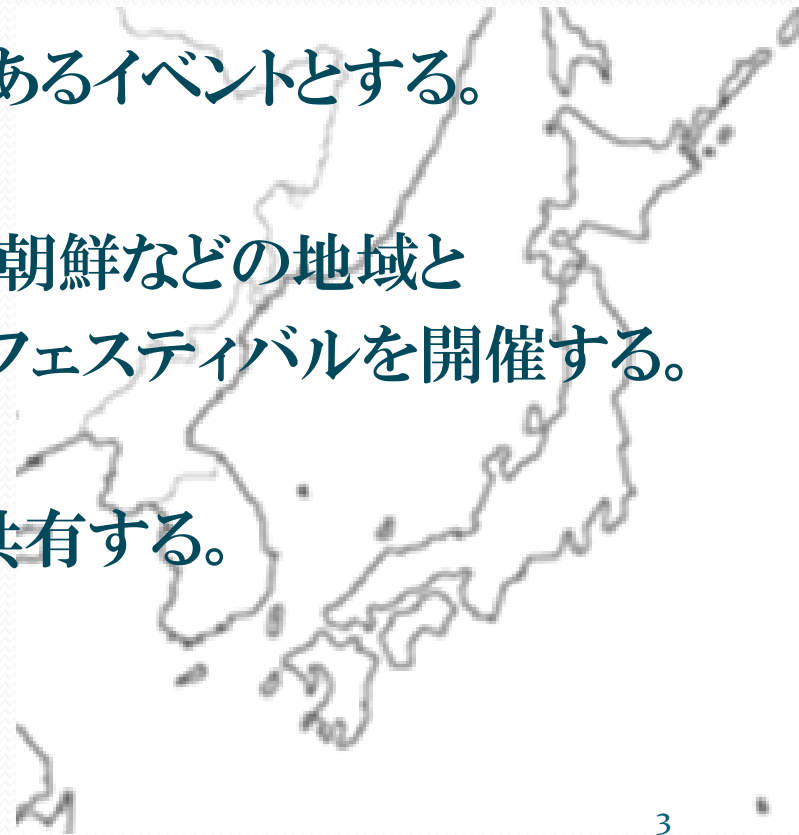 あるイベントとする。
朝鮮などの地域と
フェスティバルを開催する。
共有する。
3